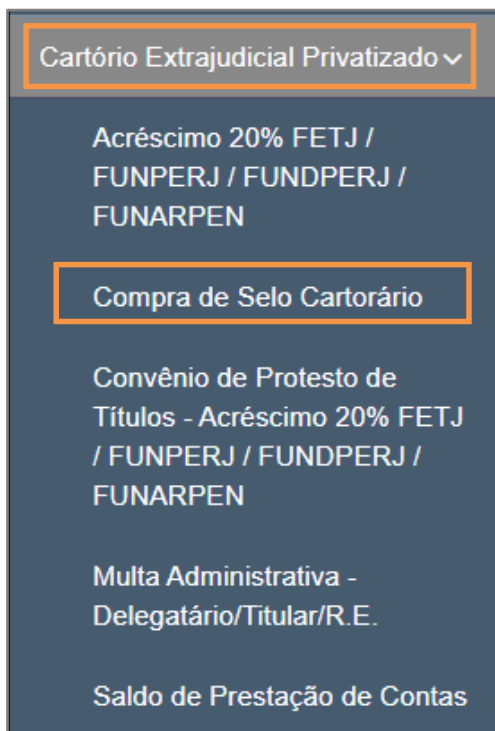 Cartório Extrajudicial Privatizado
Acréscimo 20% FETJ /
FUNPERJ / FUNDPERJ /
FUNARPEN
Compra de Selo Cartorário
Convênio de Protesto de
Títulos - Acréscimo 20% FETJ
/ FUNPERJ / FUNDPERJ /
FUNARPEN
Multa Administrativa -
Delegatário/Titular/R.E.
Saldo de Prestação de Contas